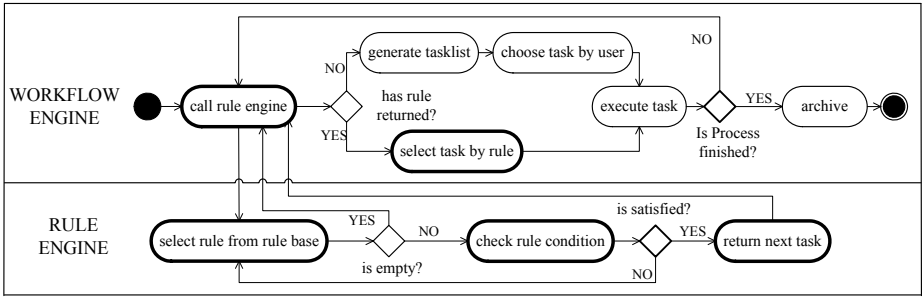 WORKFLOW
ENGINE
call rule engine
NO
generate tasklist
choose task by user
has rule
returned?
YES
select task by rule
execute task
NO
Is Process
finished?
YES
archive
RULE
ENGINE
select rule from rule base
YES
is empty?
NO
check rule condition
is satisfied?
YES
NO
return next task